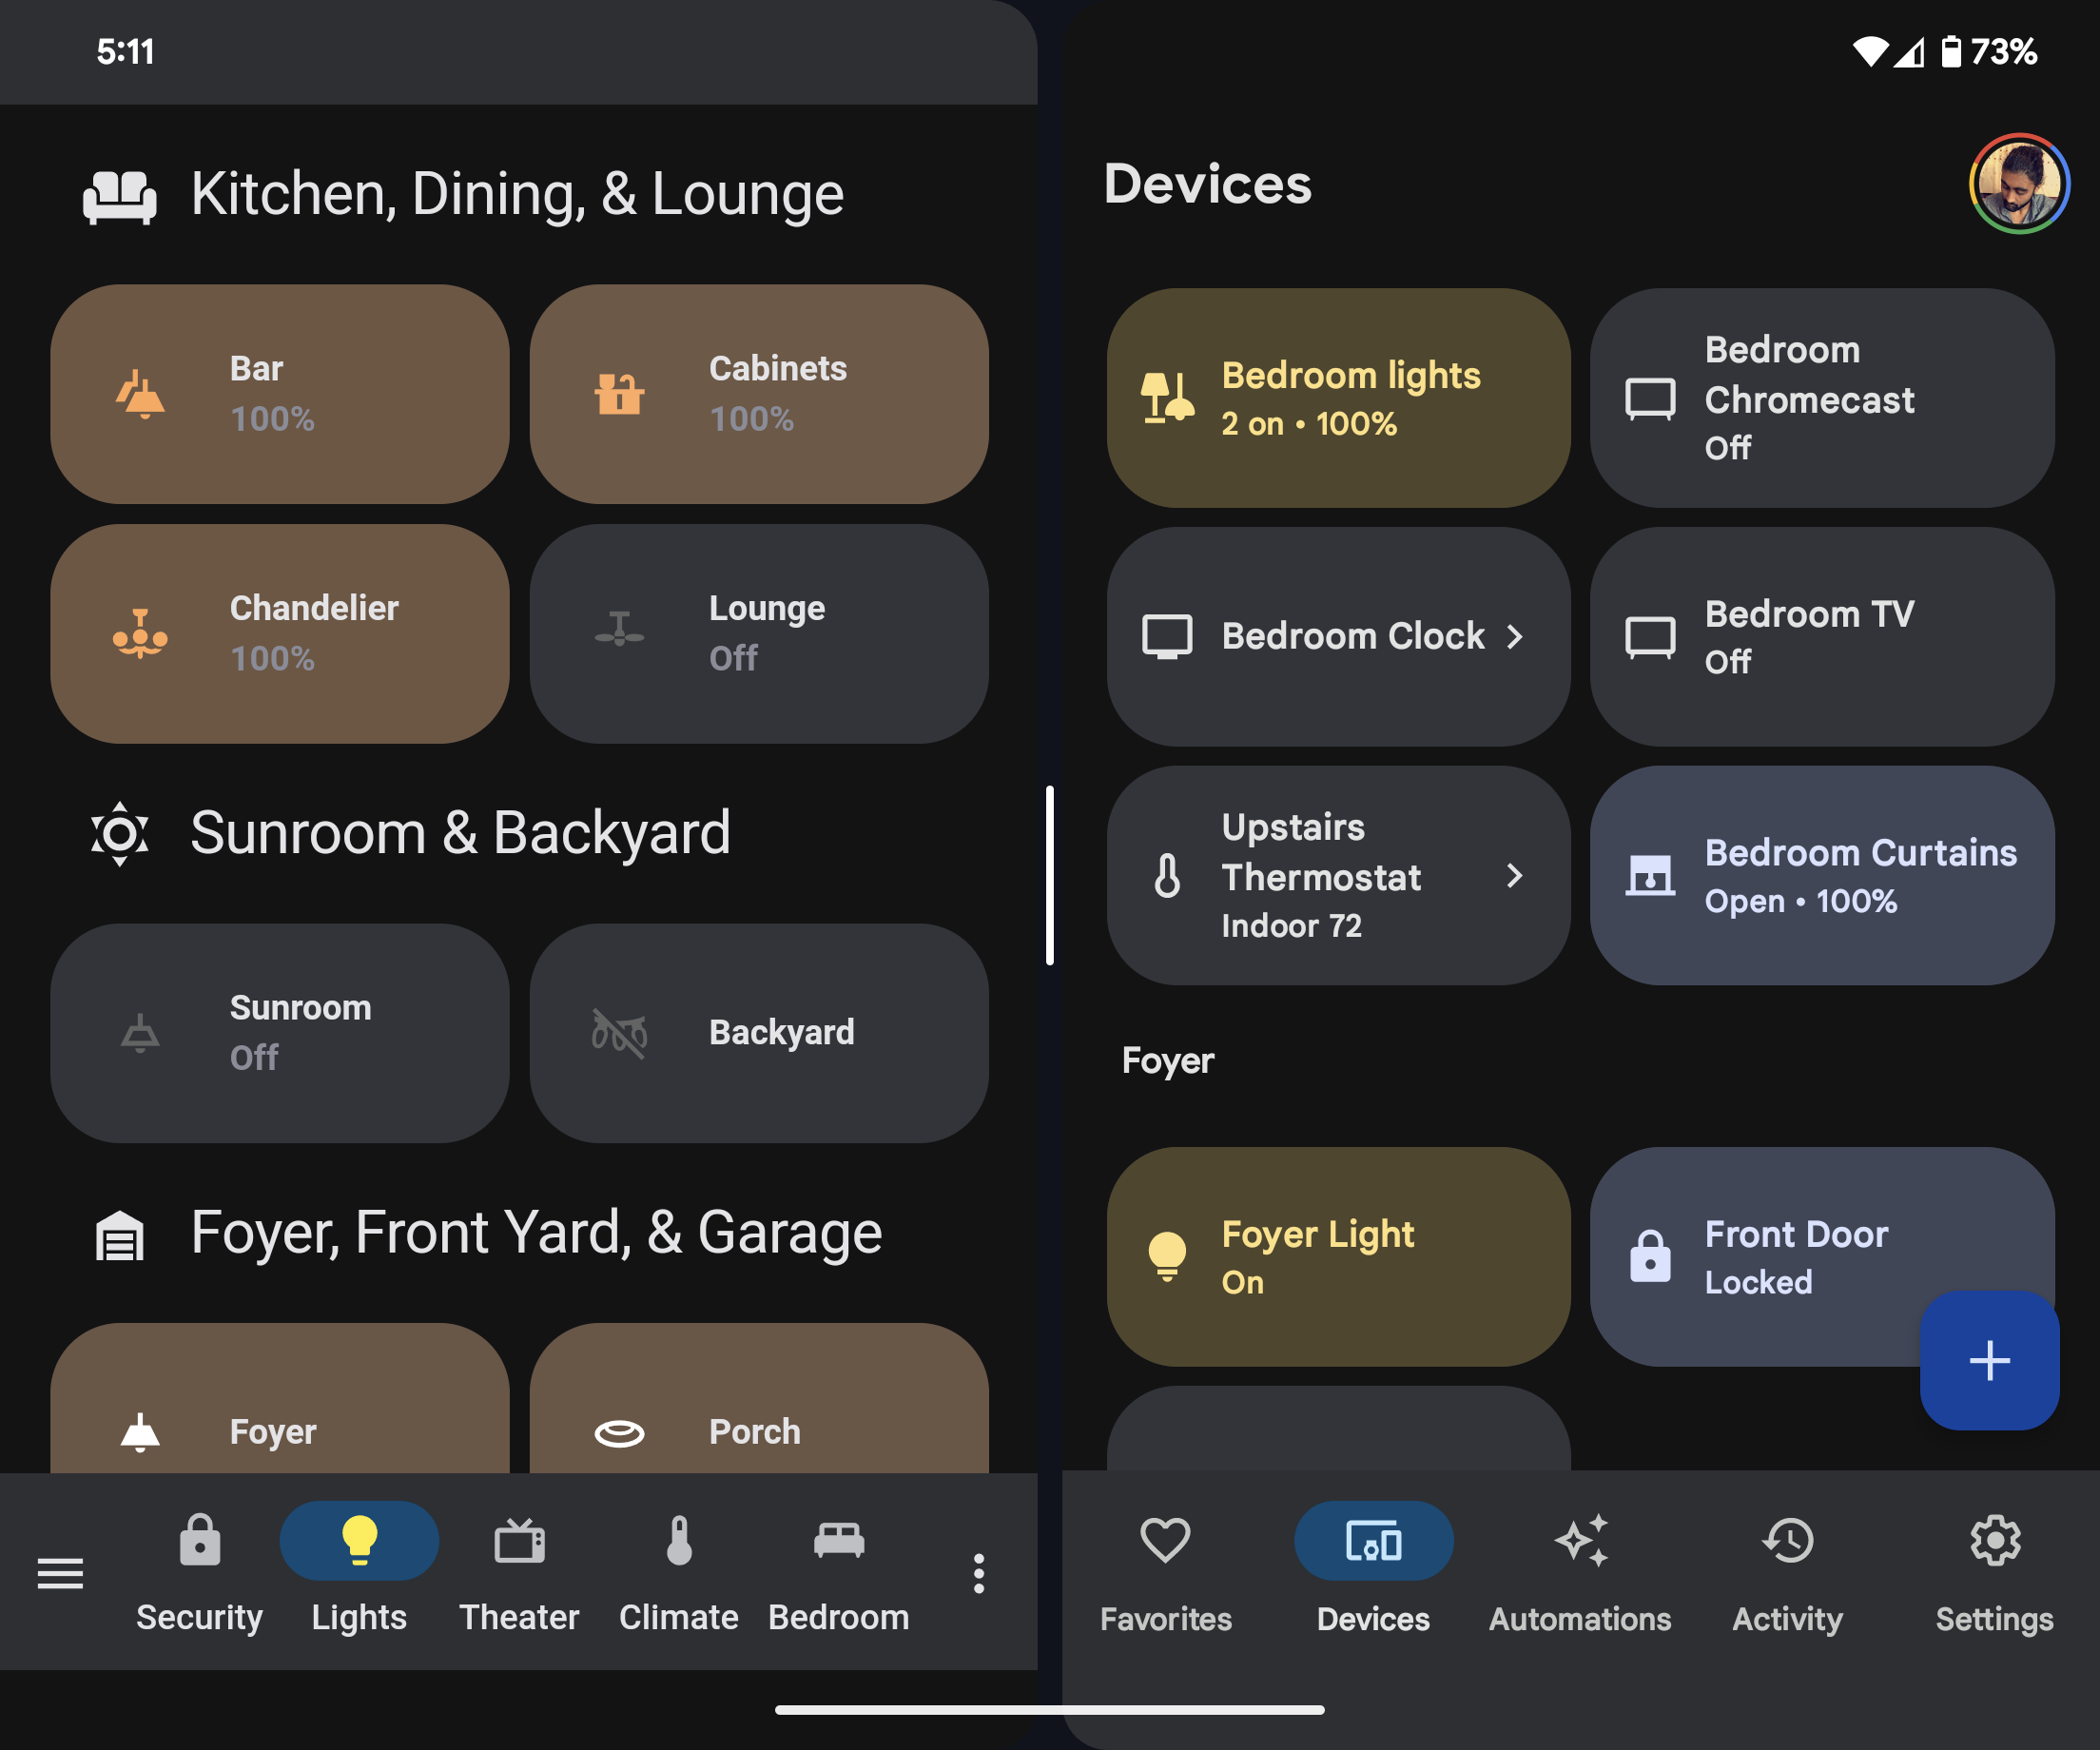 5:11
Kitchen, Dining, & Lounge
Bar
100%
Cabinets
100%
Chandelier
100%
Lounge
Off
Sunroom & Backyard
Sunroom
Off
Backyard
Foyer, Front Yard, & Garage
Foyer
Porch
Security
Lights
Theater
Climate
Bedroom
73%
Devices
Bedroom lights
2 on • 100%
Bedroom
Chromecast
Off
Bedroom Clock
Bedroom TV
Off
Upstairs
Thermostat
Indoor 72
Bedroom Curtains
Open • 100%
Foyer
Foyer Light
On
Front Door
Locked
Favorites
Devices
Automations
Activity
Settings